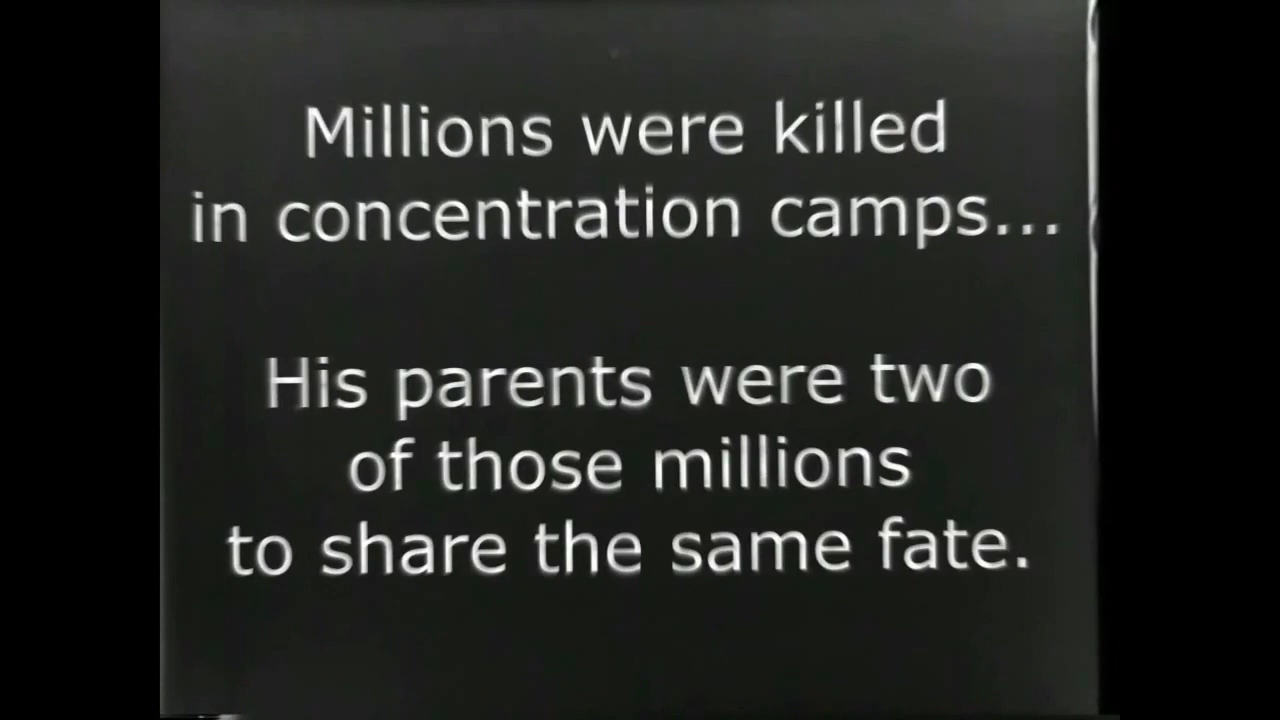 Millions were killed
in concentration camps...
His parents were two
of those millions
to share the same fate.